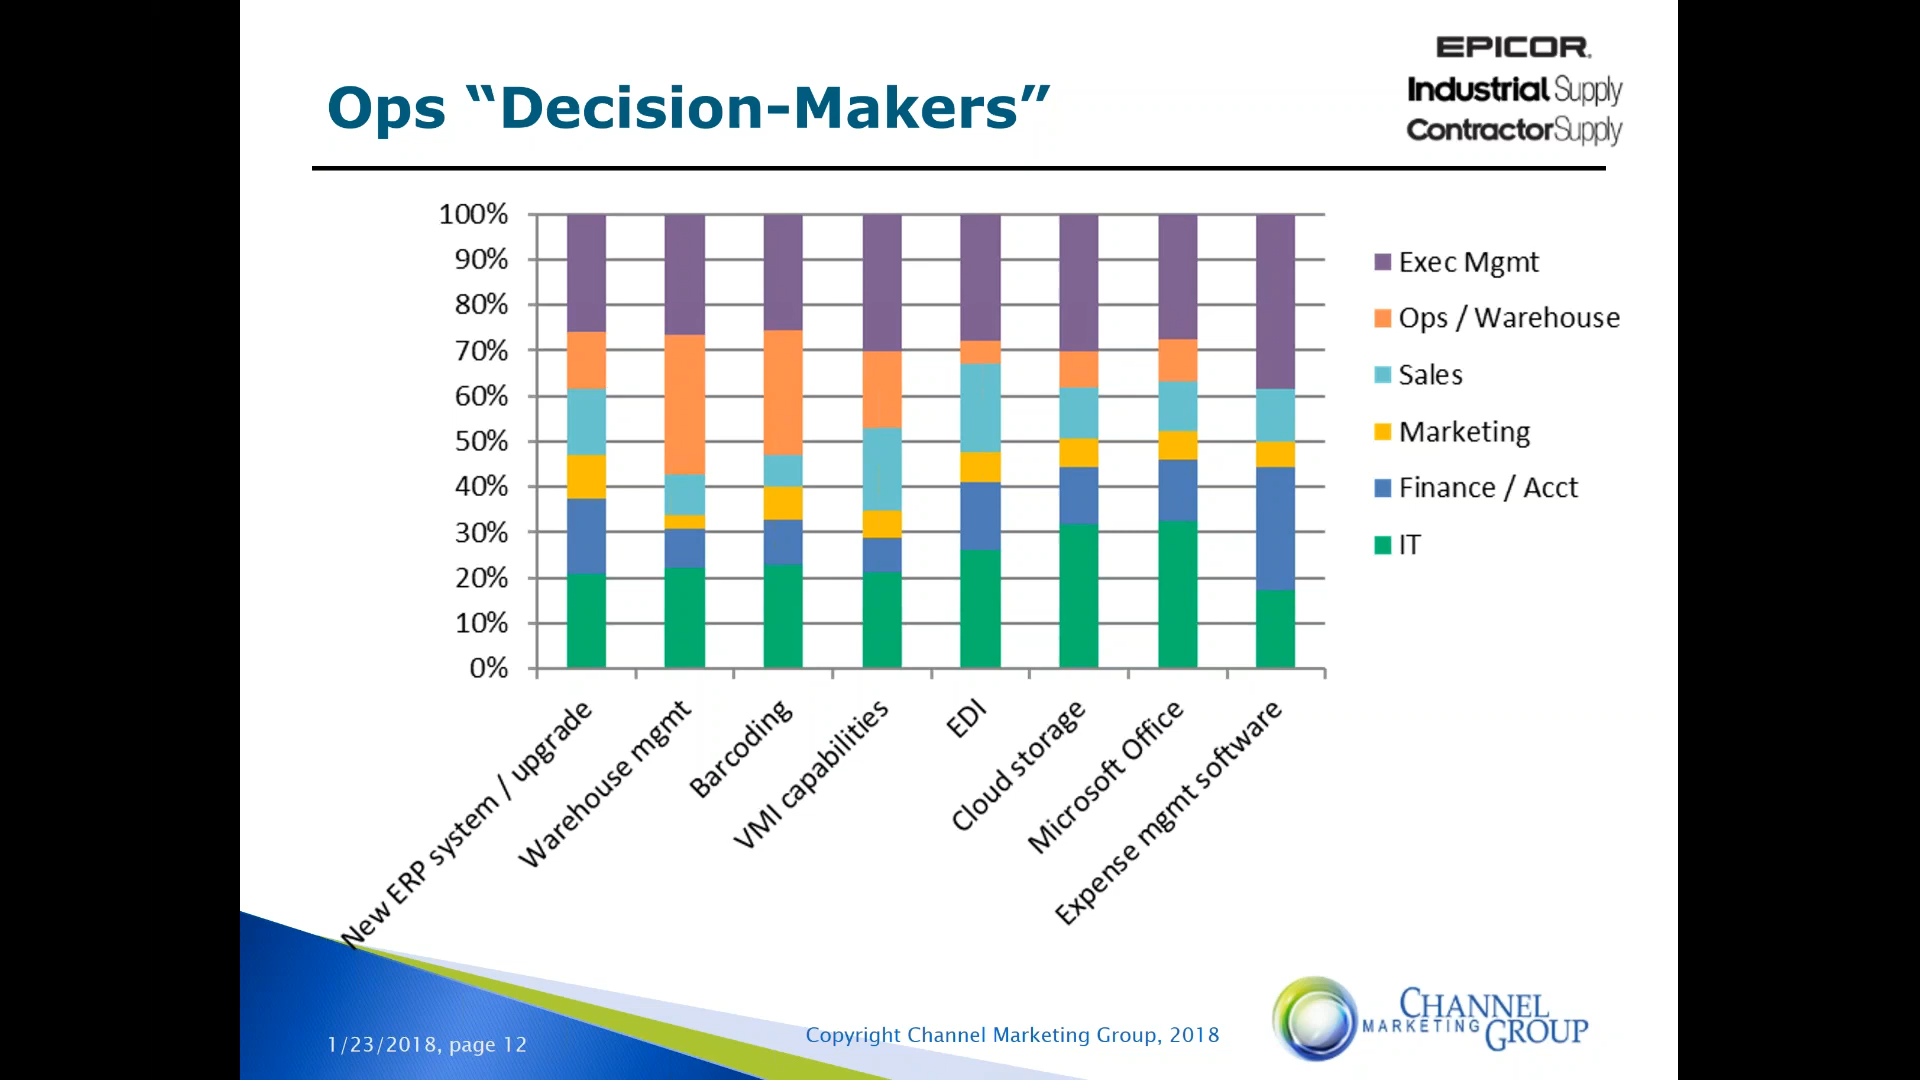 EPICOR.
Industrial Supply
ContractorSupply
Ops “Decision-Makers”
100%
90%
80%
70%
60%
50%
40%
30%
20%
10%
0%
Exec Mgmt
Ops / Warehouse
Sales
Marketing
Finance / Acct
IT
New ERP system / upgrade
Warehouse mgmt
Barcoding
VMI capabilities
EDI
Cloud storage
Microsoft Office
Expense mgmt software
1/23/2018, page 12
Copyright Channel Marketing Group, 2018
CHANNEL
MARKETING GROUP